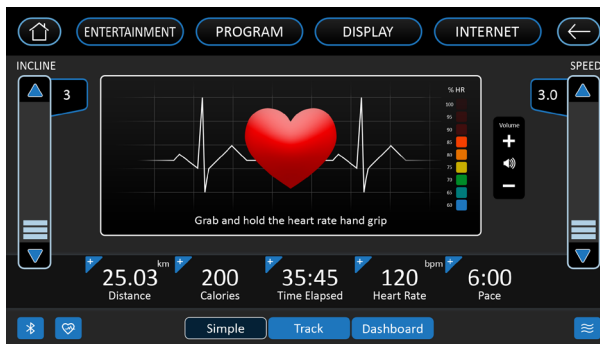 ENTERTAINMENT PROGRAM DISPLAY INTERNET
INCLINE SPEED
3 3.0
% HR
100
95
90
85
80
75
70
65
60
Volume
Grab and hold the heart rate hand grip
km bpm
25.03 200 35:45 120 6:00
Distance Calories Time Elapsed Heart Rate Pace
Simple Track Dashboard